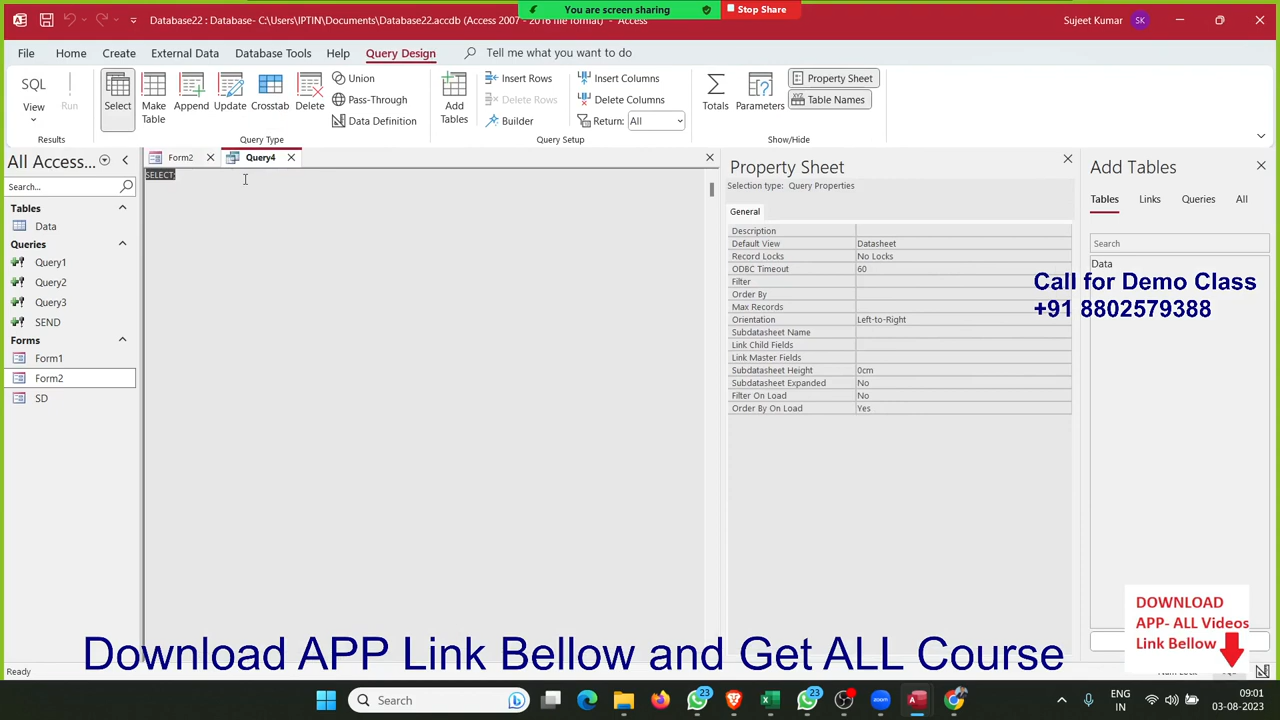 You are screen sharing
Stop Share
Database22 : Database- C:\Users\IPTIN\Documents\Database22.accdb (Access 2007 - 2016 file format) - Access
Sujeet Kumar
SK
File Home Create External Data Database Tools Help Query Design Tell me what you want to do
SQL
View
Run
Results
Select
Make
Table
Append
Update
Crosstab
Delete
Union
Pass-Through
Data Definition
Query Type
Add
Tables
Insert Rows
Delete Rows
Builder
Insert Columns
Delete Columns
Return: All
Query Setup
Totals
Parameters
Property Sheet
Table Names
Show/Hide
All Access...
Search...
Tables
Data
Queries
Query1
Query2
Query3
SEND
Forms
Form1
Form2
SD
Form2
Query4
SELECT;
Property Sheet
Selection type: Query Properties
General
Description
Default View Datasheet
Record Locks No Locks
ODBC Timeout 60
Filter
Order By
Max Records
Orientation Left-to-Right
Subdatasheet Name
Link Child Fields
Link Master Fields
Subdatasheet Height 0cm
Subdatasheet Expanded No
Filter On Load No
Order By On Load Yes
Add Tables
Tables Links Queries All
Search
Data
Call for Demo Class
+91 8802579388
DOWNLOAD
APP- ALL Videos
Link Bellow
Download APP Link Bellow and Get ALL Course
Ready
Search
23
zoom
23
ENG
IN
09:01
03-08-2023